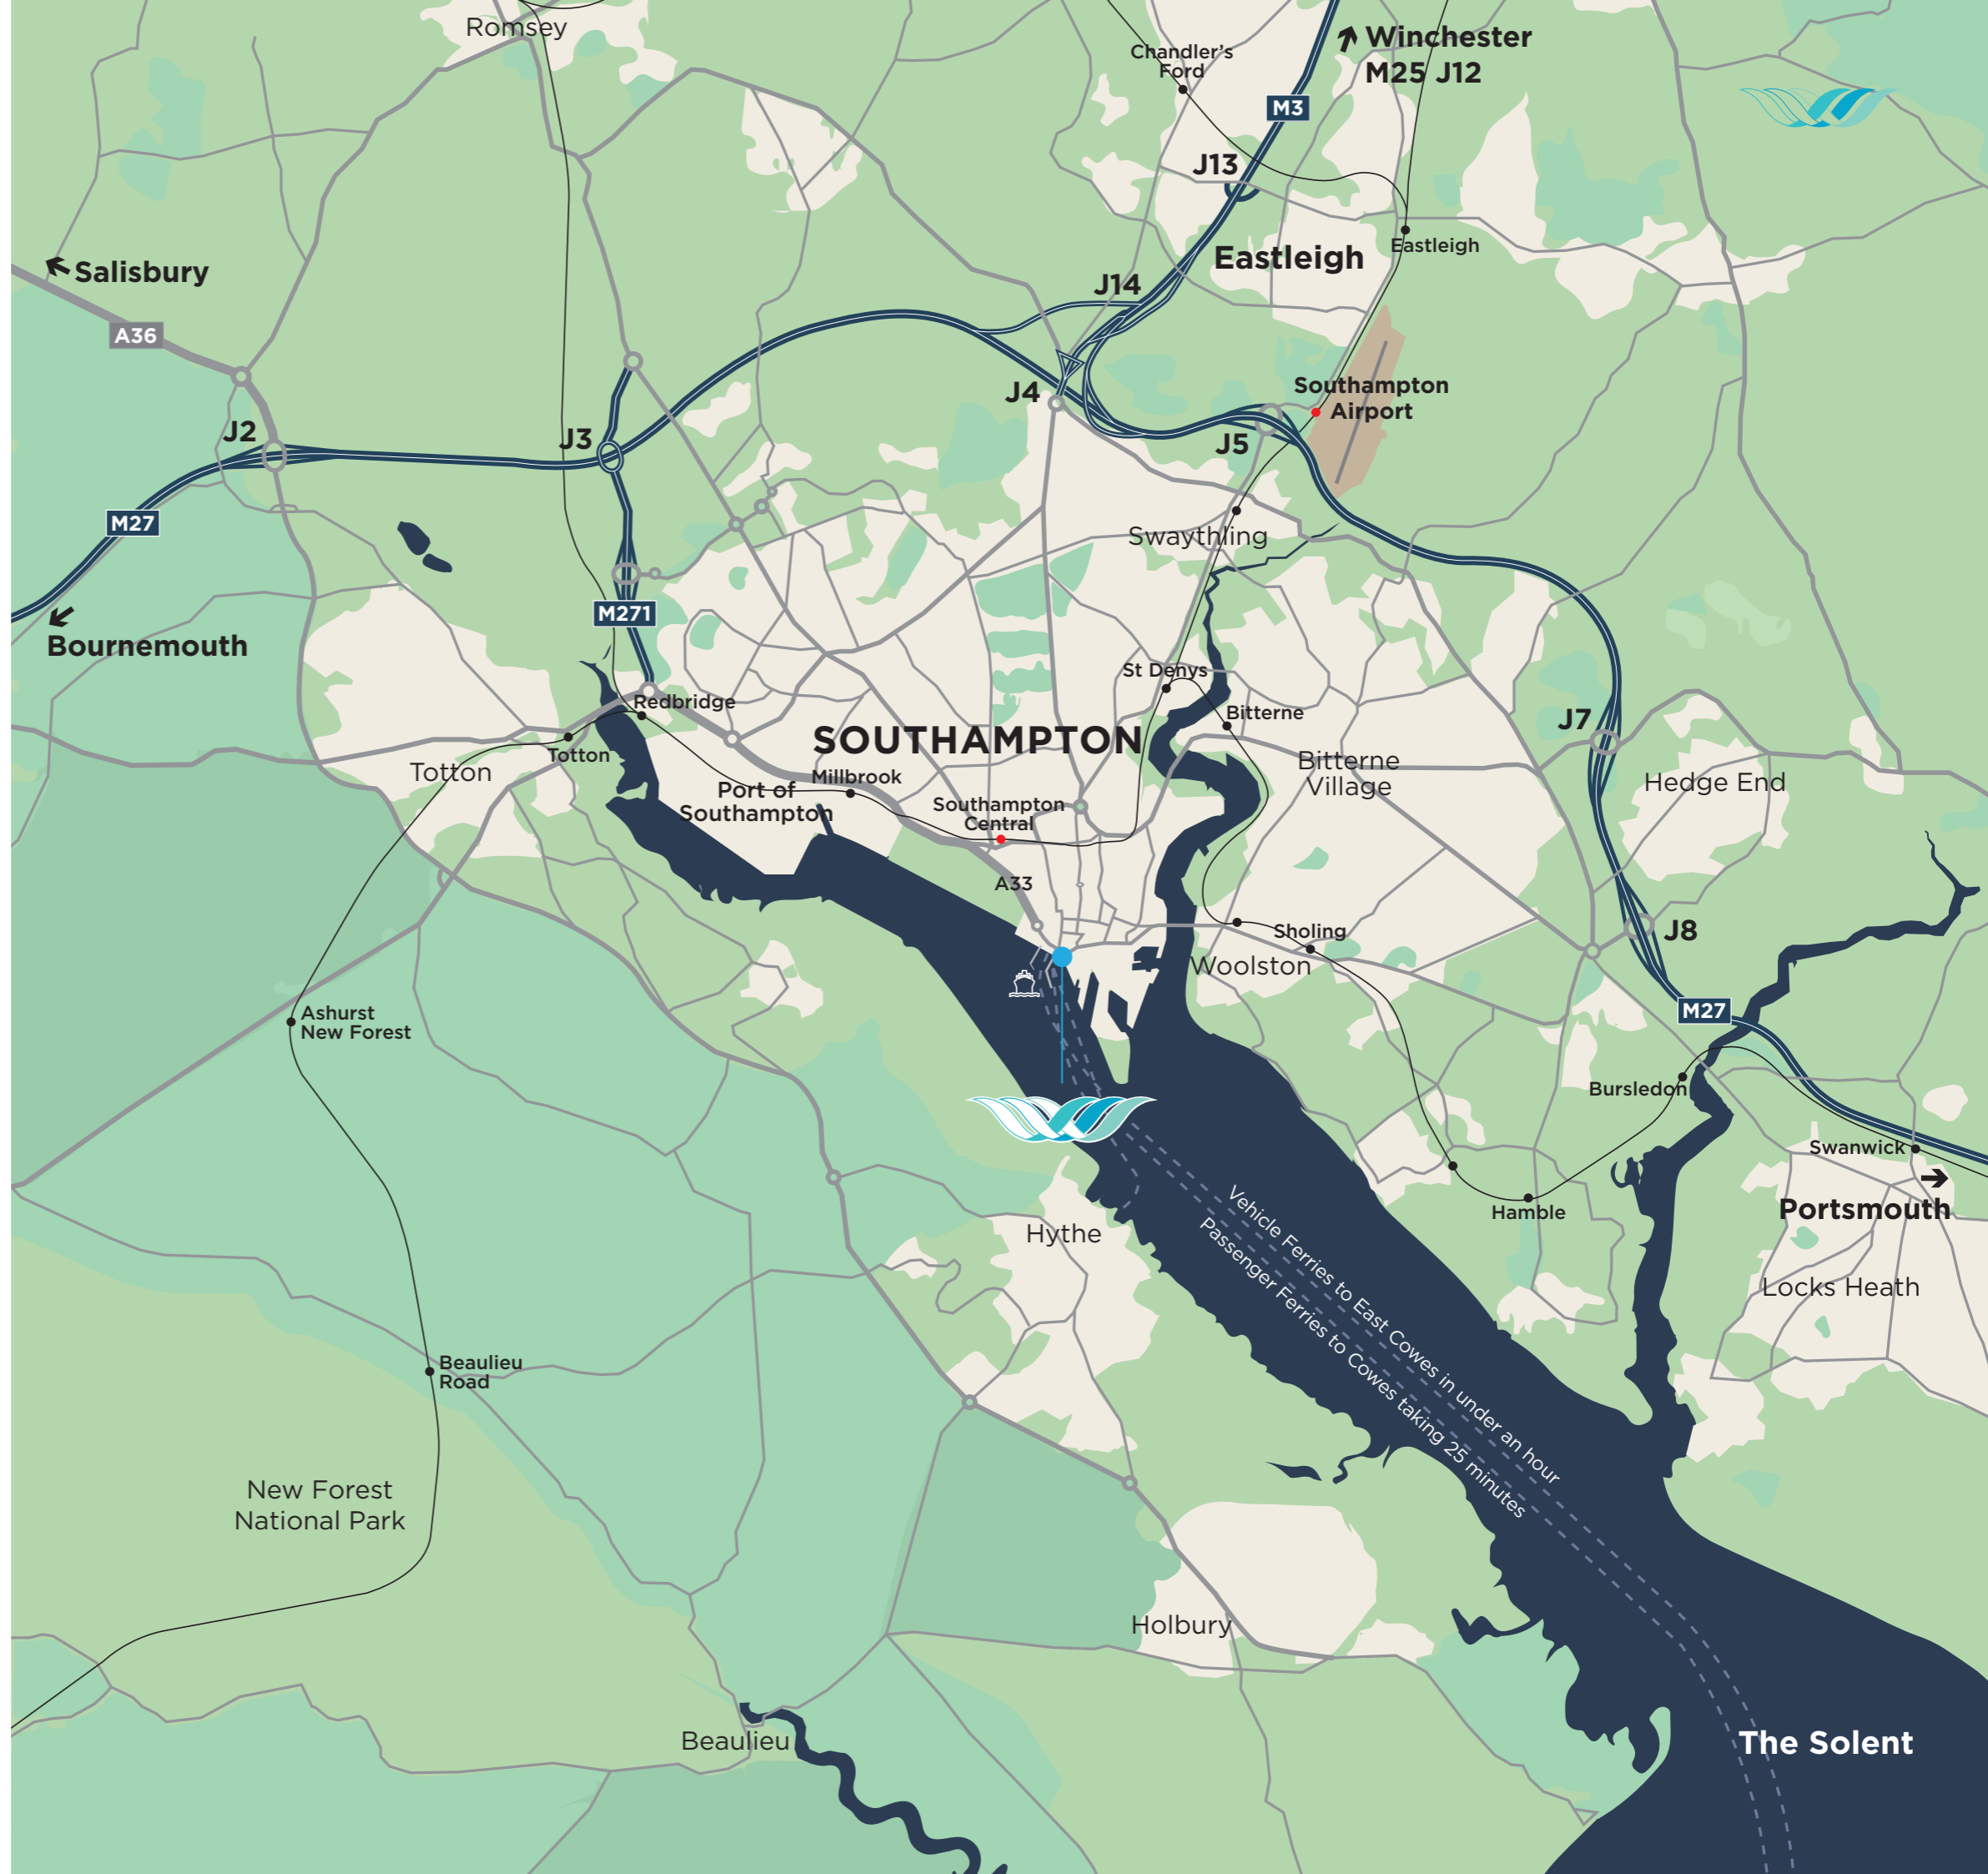 Romsey
Chandler's
Ford
Winchester
M25 J12
M3
J13
Eastleigh
Eastleigh
Salisbury
J14
A36
Southampton
Airport
J4
J2
J3
J5
M27
Swaythling
M271
Bournemouth
St Denys
Redbridge
Bitterne
J7
SOUTHAMPTON
Totton
Totton
Bitterne
Village
Hedge End
Millbrook
Port of
Southampton
Southampton
Central
A33
Sholing
J8
Woolston
M27
Ashurst
New Forest
Bursledon
Swanwick
Portsmouth
Hamble
Hythe
Locks Heath
Vehicle Ferries to East Cowes in under an hour
Passenger Ferries to Cowes taking 25 minutes
Beaulieu
Road
New Forest
National Park
Holbury
Beaulieu
The Solent